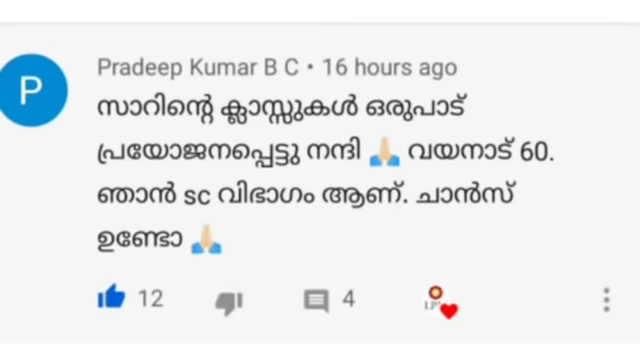 P
Pradeep Kumar B C • 16 hours ago
സാറിന്റെ ക്ലാസ്സുകൾ ഒരുപാട്
പ്രയോജനപ്പെട്ടു നന്ദി 🙏🏼 വയനാട് 60.
ഞാൻ sc വിഭാഗം ആണ്. ചാൻസ്
ഉണ്ടോ 🙏🏼
12 4